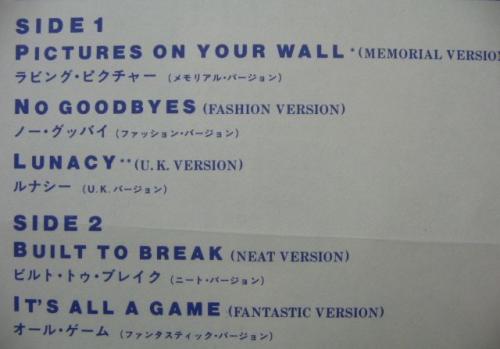 SIDE 1
PICTURES ON YOUR WALL *(MEMORIAL VERSION
ラビング・ピクチャー (メモリアル・バージョン)
NO GOODBYES (FASHION VERSION)
ノー・グッバイ (ファッション・バージョン)
LUNACY **(U.K. VERSION)
ルナシー (U.K.バージョン)
SIDE 2
BUILT TO BREAK (NEAT VERSION)
ビルト・トゥ・ブレイク (ニート・バージョン)
IT'S ALL A GAME (FANTASTIC VERSION)
オール・ゲーム (ファンタスティック・バージョン)